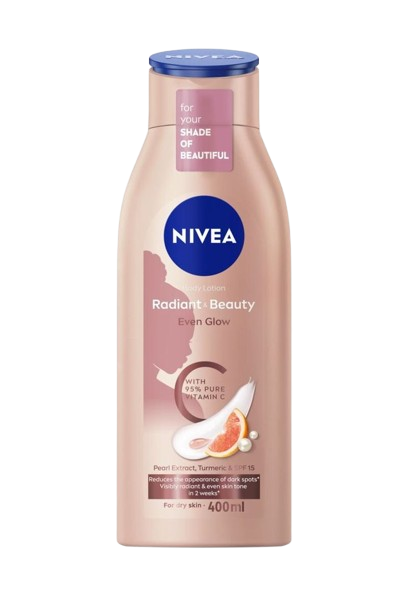 NIVEA
for
your
SHADE
OF
BEAUTIFUL
NIVEA
Body Lotion
Radiant & Beauty
Even Glow
WITH
95% PURE
VITAMIN C
Pearl Extract, Turmeric & SPF 15
Reduces the appearance of dark spots*
Visibly radiant & even skin tone
in 2 weeks*
For dry skin - 400ml